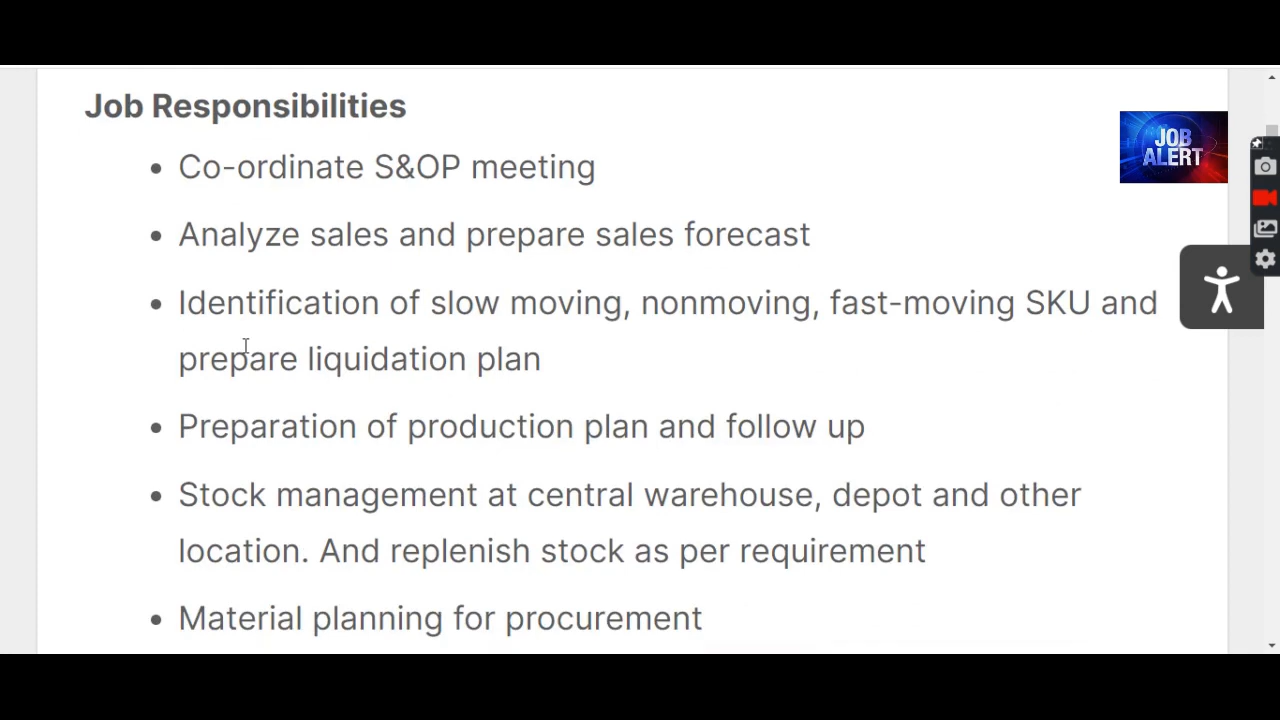 Job Responsibilities
JOB
ALERT
• Co-ordinate S&OP meeting
• Analyze sales and prepare sales forecast
• Identification of slow moving, nonmoving, fast-moving SKU and
prepare liquidation plan
• Preparation of production plan and follow up
• Stock management at central warehouse, depot and other
location. And replenish stock as per requirement
• Material planning for procurement